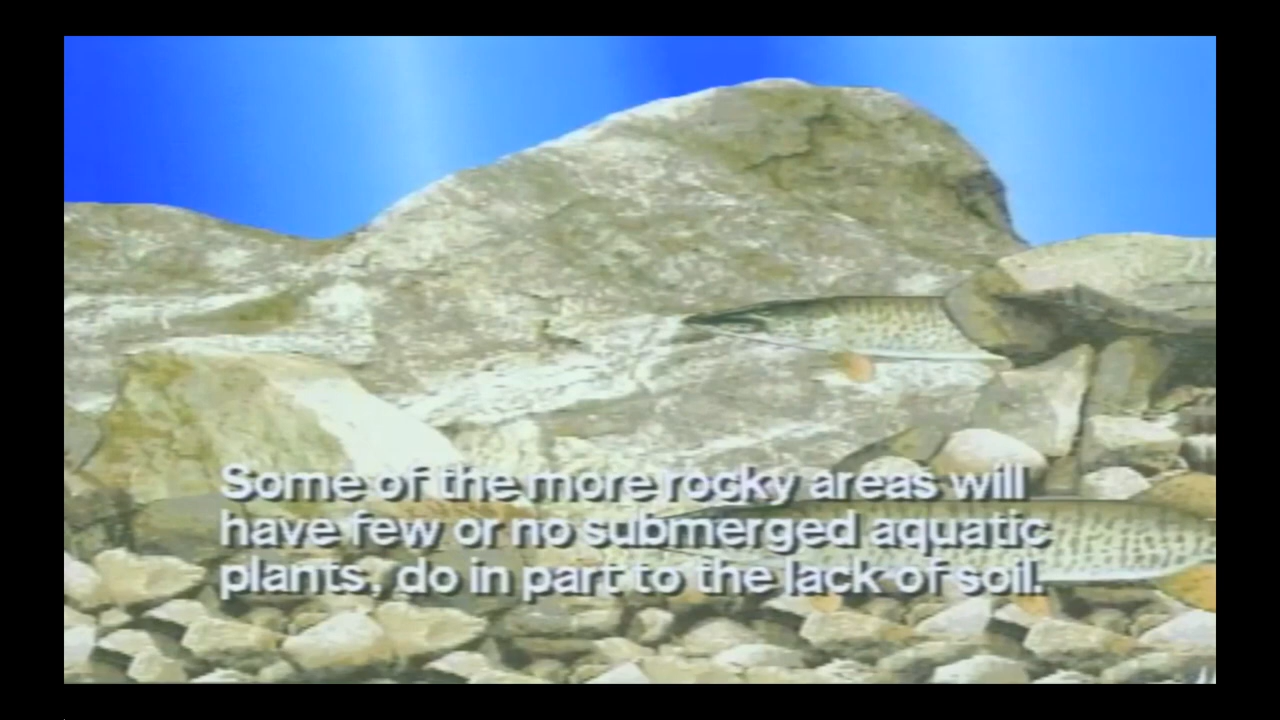 Some of the more rocky areas will
have few or no submerged aquatic
plants, do in part to the lack of soil.